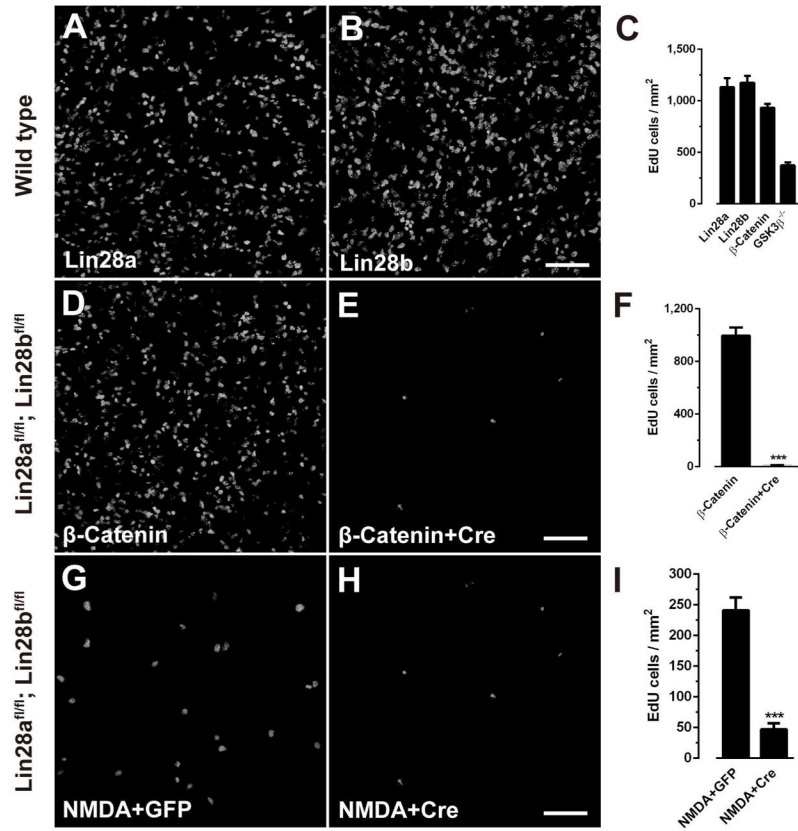 Wild type
A
Lin28a
B
Lin28b
C
EdU cells / mm²
1,500
1,000
500
0
Lin28a
Lin28b
β-Catenin
GSK3β⁻/⁻
Lin28aᶠˡ/ᶠˡ; Lin28bᶠˡ/ᶠˡ
D
β-Catenin
E
β-Catenin+Cre
F
EdU cells / mm²
1,200
800
400
0
***
β-Catenin
β-Catenin+Cre
Lin28aᶠˡ/ᶠˡ; Lin28bᶠˡ/ᶠˡ
G
NMDA+GFP
H
NMDA+Cre
I
EdU cells / mm²
300
250
200
150
100
50
0
***
NMDA+GFP
NMDA+Cre